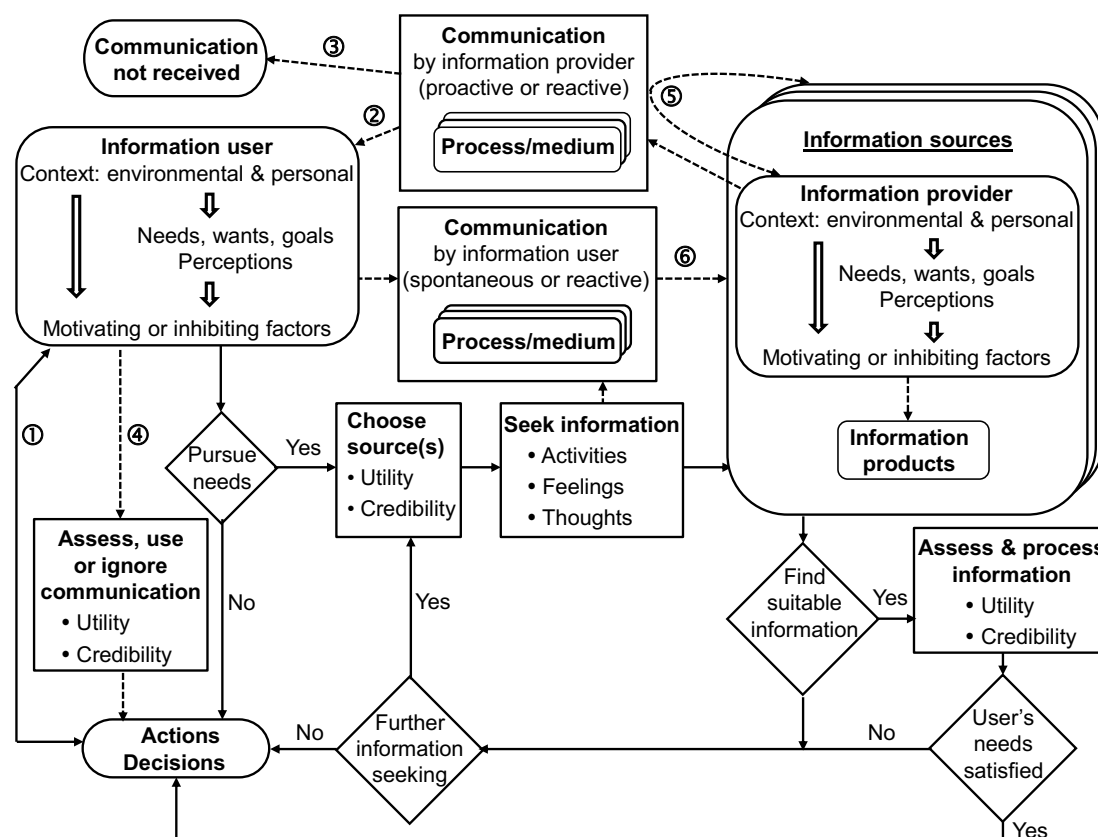 Communication
not received
③
Communication
by information provider
(proactive or reactive)
Process/medium
⑤
②
Information user
Context: environmental & personal
Needs, wants, goals
Perceptions
Motivating or inhibiting factors
Communication
by information user
(spontaneous or reactive)
Process/medium
⑥
Information sources
Information provider
Context: environmental & personal
Needs, wants, goals
Perceptions
Motivating or inhibiting factors
Information
products
①
④
Pursue
needs
Yes
No
Choose
source(s)
• Utility
• Credibility
Seek information
• Activities
• Feelings
• Thoughts
Assess, use
or ignore
communication
• Utility
• Credibility
Find
suitable
information
Yes
Assess & process
information
• Utility
• Credibility
Yes
Actions
Decisions
No
Further
information
seeking
No
User's
needs
satisfied
Yes